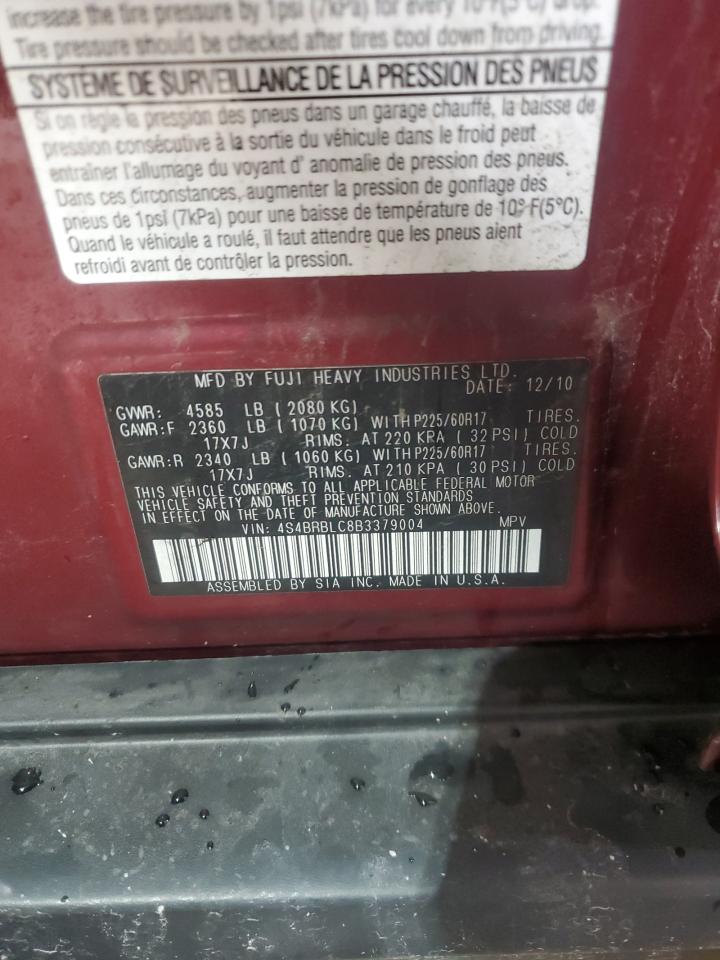 increase the tire pressure by 1psi (7kPa) for every 10°F(5°C) drop.
Tire pressure should be checked after tires cool down from driving.
SYSTÈME DE SURVEILLANCE DE LA PRESSION DES PNEUS
Si on règle la pression des pneus dans un garage chauffé, la baisse de
pression consécutive à la sortie du véhicule dans le froid peut
entraîner l'allumage du voyant d' anomalie de pression des pneus.
Dans ces circonstances, augmenter la pression de gonflage des
pneus de 1psi (7kPa) pour une baisse de température de 10°F(5°C).
Quand le véhicule a roulé, il faut attendre que les pneus aient
refroidi avant de contrôler la pression.
MFD BY FUJI HEAVY INDUSTRIES LTD.
DATE: 12/10
GVWR: 4585 LB ( 2080 KG)
GAWR:F 2360 LB ( 1070 KG) WITH P225/60R17 TIRES.
17X7J RIMS. AT 220 KPA ( 32 PSI) COLD
GAWR:R 2340 LB ( 1060 KG) WITH P225/60R17 TIRES.
17X7J RIMS. AT 210 KPA ( 30 PSI) COLD
THIS VEHICLE CONFORMS TO ALL APPLICABLE FEDERAL MOTOR
VEHICLE SAFETY AND THEFT PREVENTION STANDARDS
IN EFFECT ON THE DATE OF MANUFACTURE SHOWN ABOVE.
VIN: 4S4BRBLC8B3379004 MPV
ASSEMBLED BY SIA INC. MADE IN U.S.A.